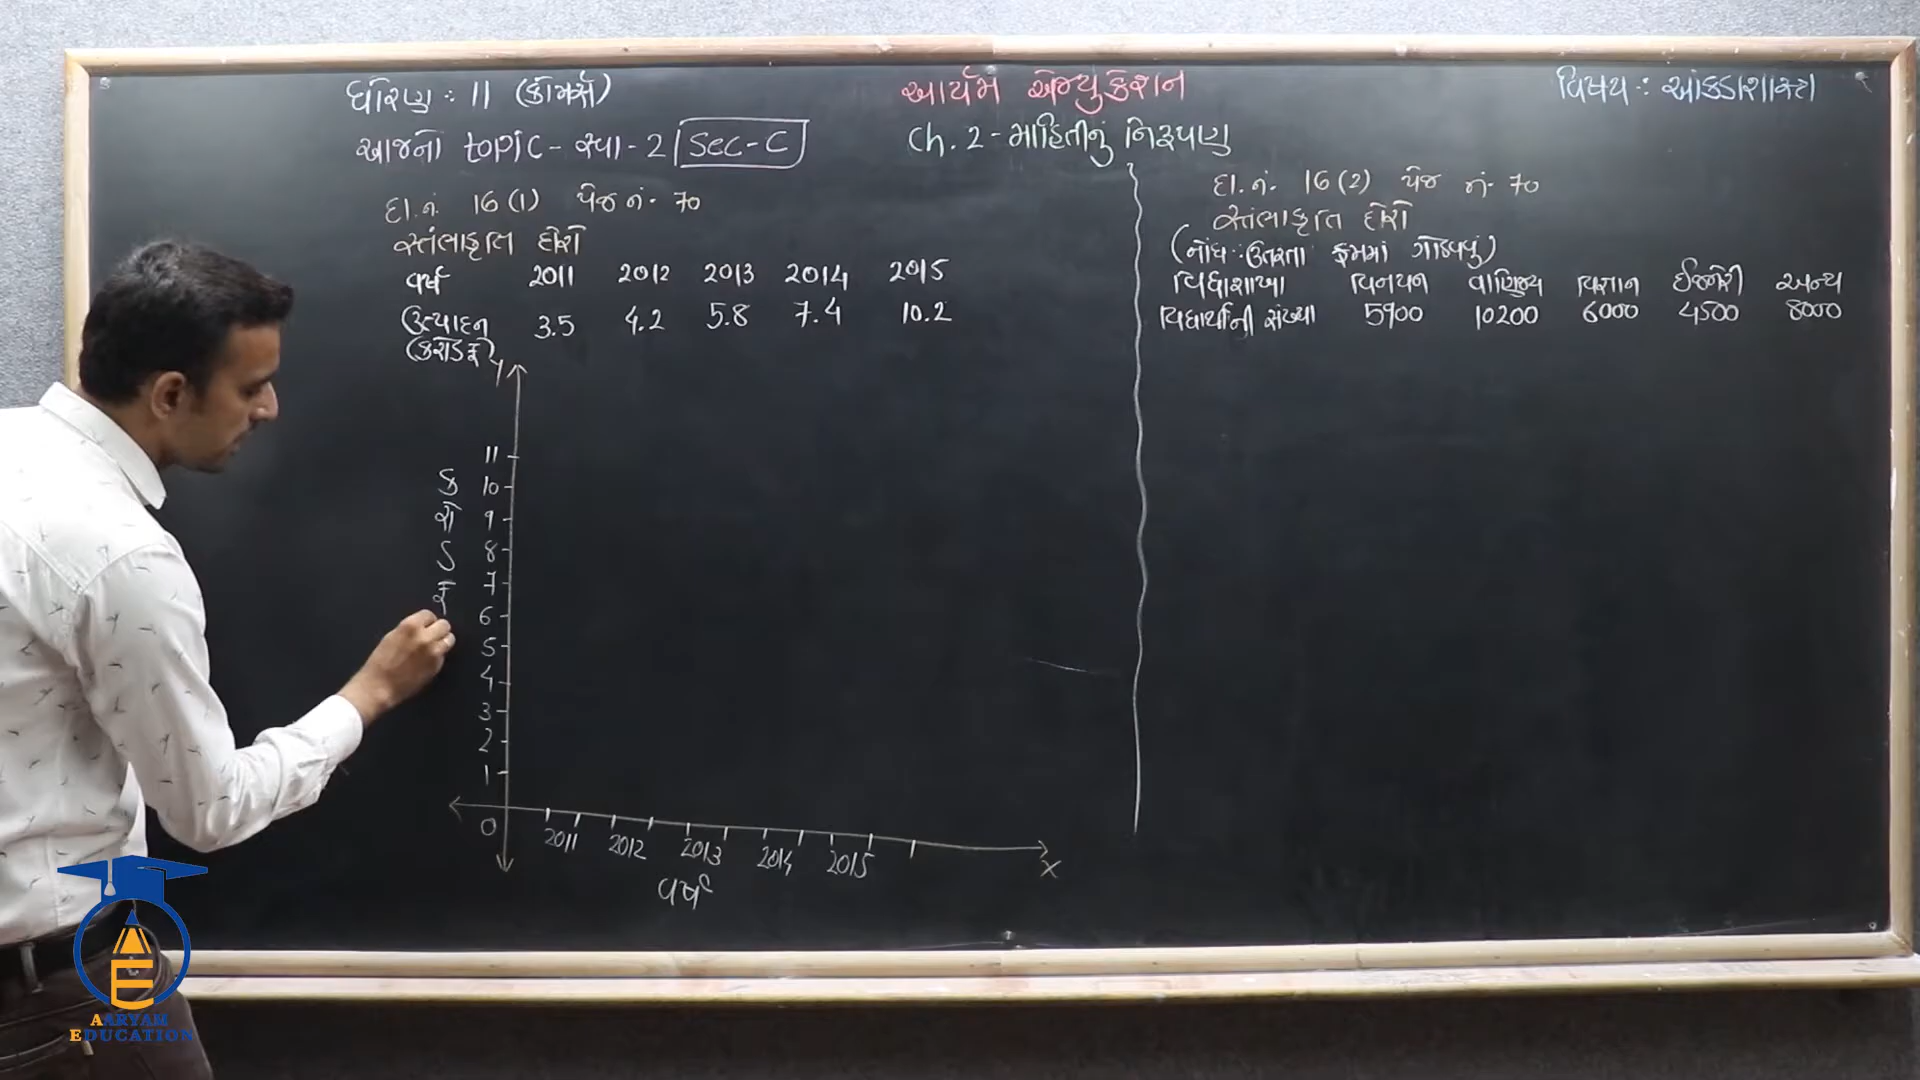 ધોરણ : 11 (કોમર્સ)
આર્યમ એજ્યુકેશન
વિષય : આંકડાશાસ્ત્ર
આજનો topic - સ્વા - 2 Sec-C
Ch. 2 - માહિતીનું નિરૂપણ
દા.નં. 16 (1) પેજ નં. 70
સ્તંભાકૃતિ દોરો
વર્ષ 2011 2012 2013 2014 2015
ઉત્પાદન 3.5 4.2 5.8 7.4 10.2
(કરોડ ₹)
Y
11
10
9
8
7
6
5
4
3
2
1
0
ક
રો
ડ
₹
2011 2012 2013 2014 2015
X
વર્ષ
દા.નં. 16 (2) પેજ નં. 70
સ્તંભાકૃતિ દોરો
(નોંધ : ઉતરતા ક્રમમાં ગોઠવવું)
વિદ્યાશાખા વિનયન વાણિજ્ય વિજ્ઞાન ઈજનેરી અન્ય
વિદ્યાર્થીની સંખ્યા 5900 10200 6000 4500 8000
AARYAM
EDUCATION